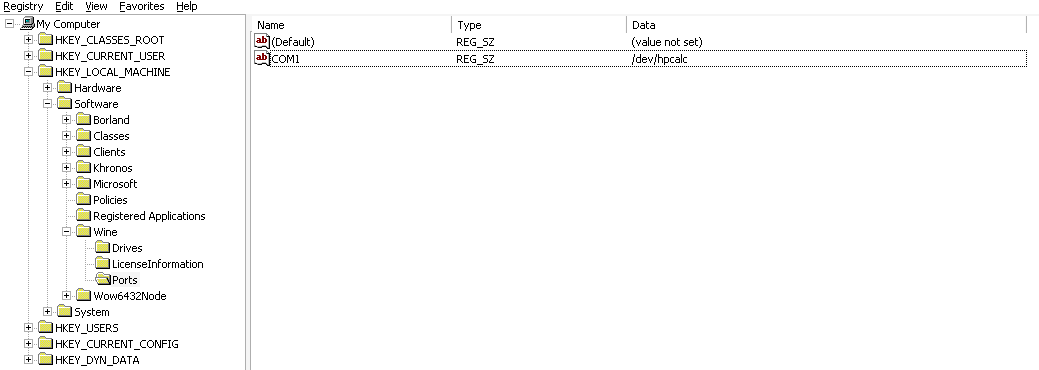 Registry Edit View Favorites Help
My Computer
HKEY_CLASSES_ROOT
HKEY_CURRENT_USER
HKEY_LOCAL_MACHINE
Hardware
Software
Borland
Classes
Clients
Khronos
Microsoft
Policies
Registered Applications
Wine
Drives
LicenseInformation
Ports
Wow6432Node
System
HKEY_USERS
HKEY_CURRENT_CONFIG
HKEY_DYN_DATA
Name Type Data
ab (Default) REG_SZ (value not set)
ab COM1 REG_SZ /dev/hpcalc